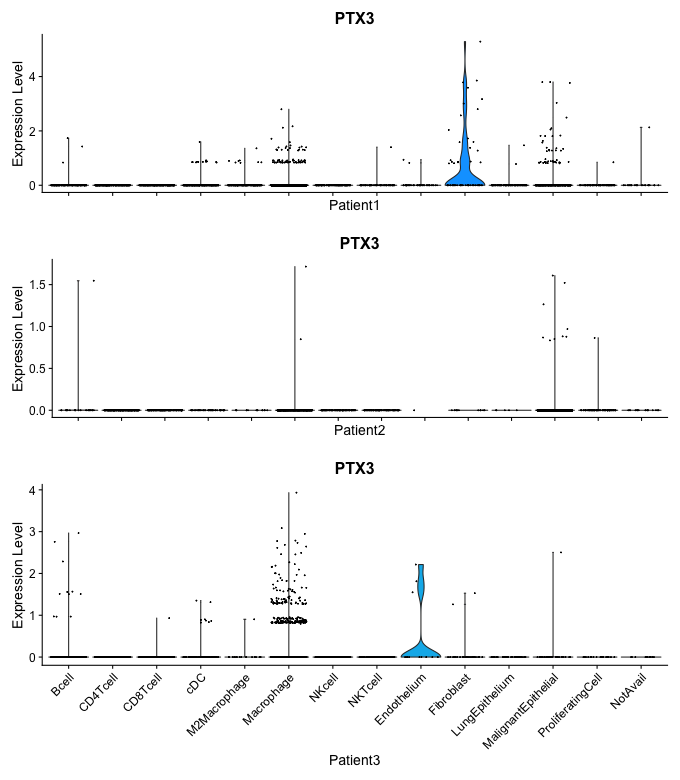 PTX3
Expression Level
4
2
0
Patient1
PTX3
Expression Level
1.5
1.0
0.5
0.0
Patient2
PTX3
Expression Level
4
3
2
1
0
Bcell
CD4Tcell
CD8Tcell
cDC
M2Macrophage
Macrophage
NKcell
NKTcell
Endothelium
Fibroblast
LungEpithelium
MalignantEpithelial
ProliferatingCell
NotAvail
Patient3